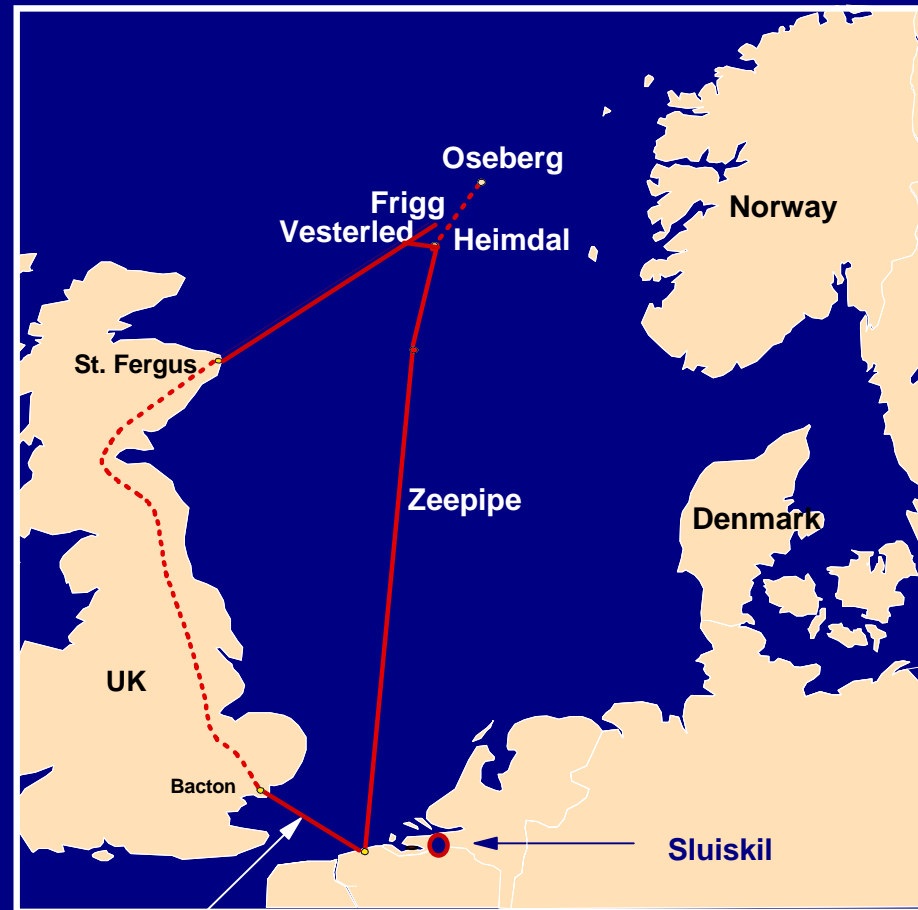 Oseberg
Frigg
Norway
Vesterled
Heimdal
St. Fergus
Zeepipe
Denmark
UK
Bacton
Sluiskil